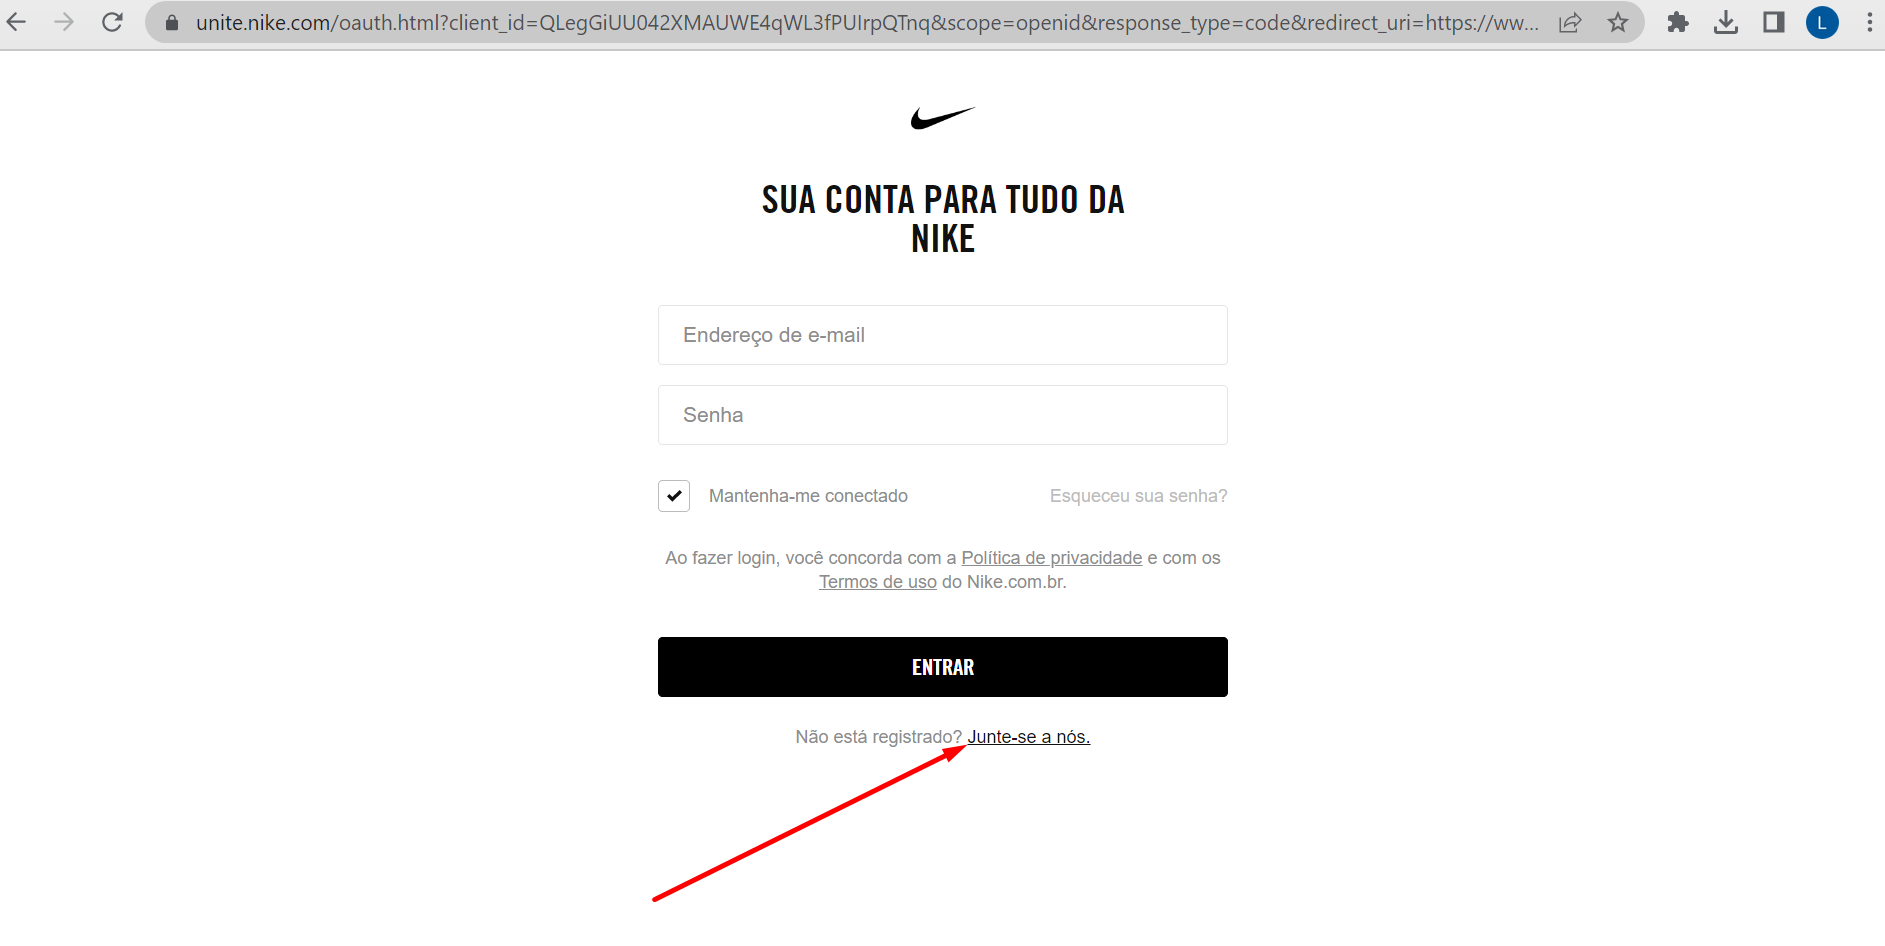 unite.nike.com/oauth.html?client_id=QLegGiUU042XMAUWE4qWL3fPUIrpQTnq&scope=openid&response_type=code&redirect_uri=https://ww...
L
SUA CONTA PARA TUDO DA
NIKE
Endereço de e-mail
Senha
Mantenha-me conectado
Esqueceu sua senha?
Ao fazer login, você concorda com a Política de privacidade e com os
Termos de uso do Nike.com.br.
ENTRAR
Não está registrado? Junte-se a nós.